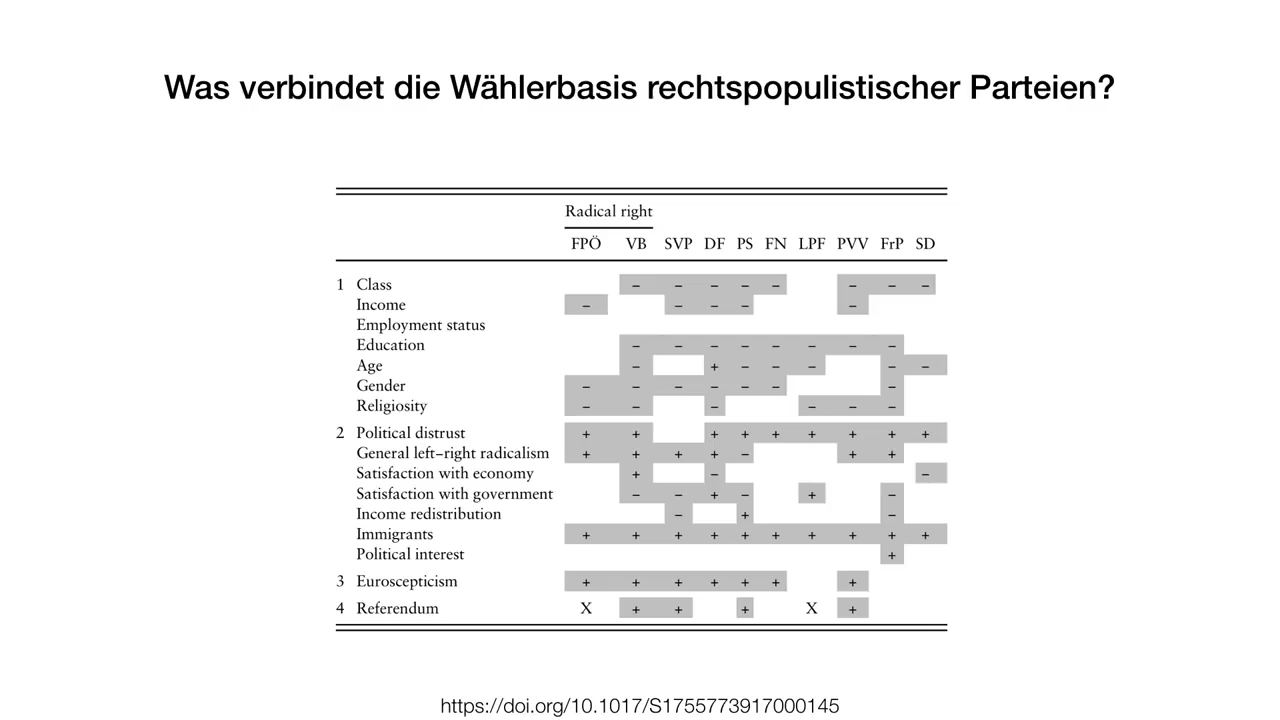 Was verbindet die Wählerbasis rechtspopulistischer Parteien?
Radical right
FPÖ VB SVP DF PS FN LPF PVV FrP SD
1 Class – – – – – – – –
Income – – – – –
Employment status
Education – – – – – – – –
Age – + – – – – –
Gender – – – – – – –
Religiosity – – – – – –
2 Political distrust + + + + + + + + +
General left–right radicalism + + + + – + +
Satisfaction with economy + – –
Satisfaction with government – – + – + –
Income redistribution – + –
Immigrants + + + + + + + + + +
Political interest +
3 Euroscepticism + + + + + + +
4 Referendum X + + + X +
https://doi.org/10.1017/S1755773917000145